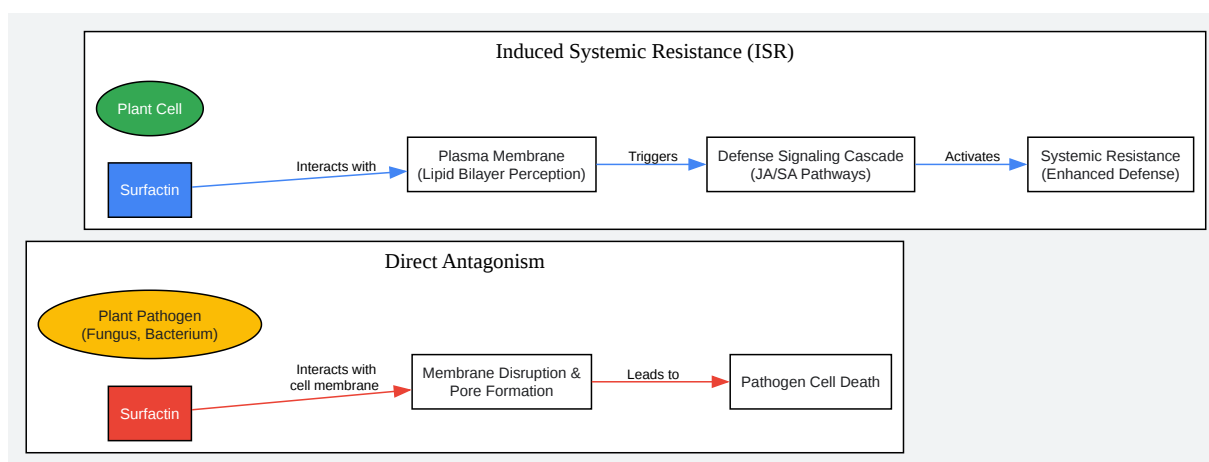 Induced Systemic Resistance (ISR)
Plant Cell
Surfactin
Interacts with
Plasma Membrane
(Lipid Bilayer Perception)
Triggers
Defense Signaling Cascade
(JA/SA Pathways)
Activates
Systemic Resistance
(Enhanced Defense)
Direct Antagonism
Plant Pathogen
(Fungus, Bacterium)
Surfactin
Interacts with
cell membrane
Membrane Disruption &
Pore Formation
Leads to
Pathogen Cell Death